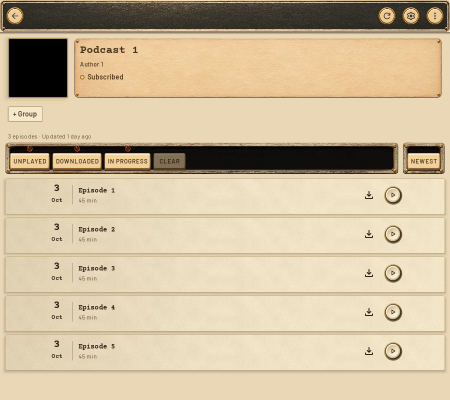 Podcast 1
Author 1
Subscribed
+ Group
3 episodes · Updated 1 day ago
UNPLAYED DOWNLOADED IN PROGRESS CLEAR NEWEST
3 Oct Episode 1
45 min
3 Oct Episode 2
45 min
3 Oct Episode 3
45 min
3 Oct Episode 4
45 min
3 Oct Episode 5
45 min